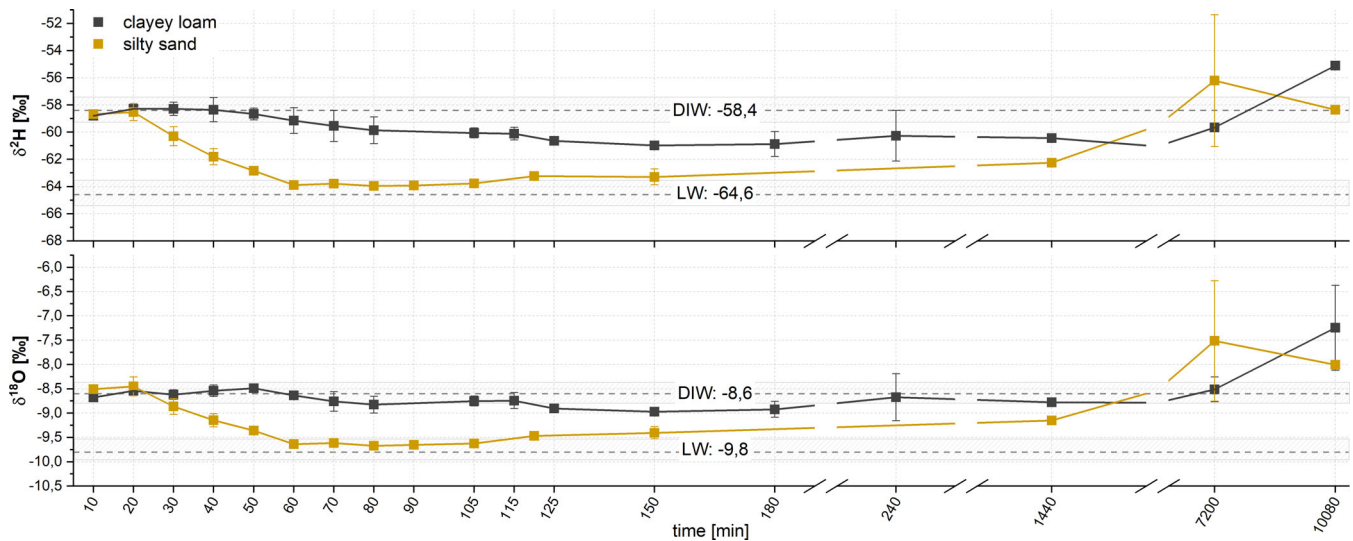 clayey loam
silty sand
δ²H [‰]
-52
-54
-56
-58
-60
-62
-64
-66
-68
DIW: -58,4
LW: -64,6
δ¹⁸O [‰]
-6,0
-6,5
-7,0
-7,5
-8,0
-8,5
-9,0
-9,5
-10,0
-10,5
DIW: -8,6
LW: -9,8
10 20 30 40 50 60 70 80 90 105 115 125 150 180 240 1440 7200 10080
time [min]